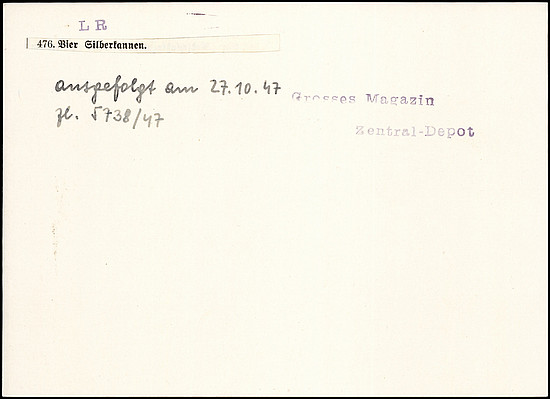 LR
476. Vier Silberkannen.
ausgefolgt am 27.10.47
Zl. 5738/47
Grosses Magazin
Zentral-Depot